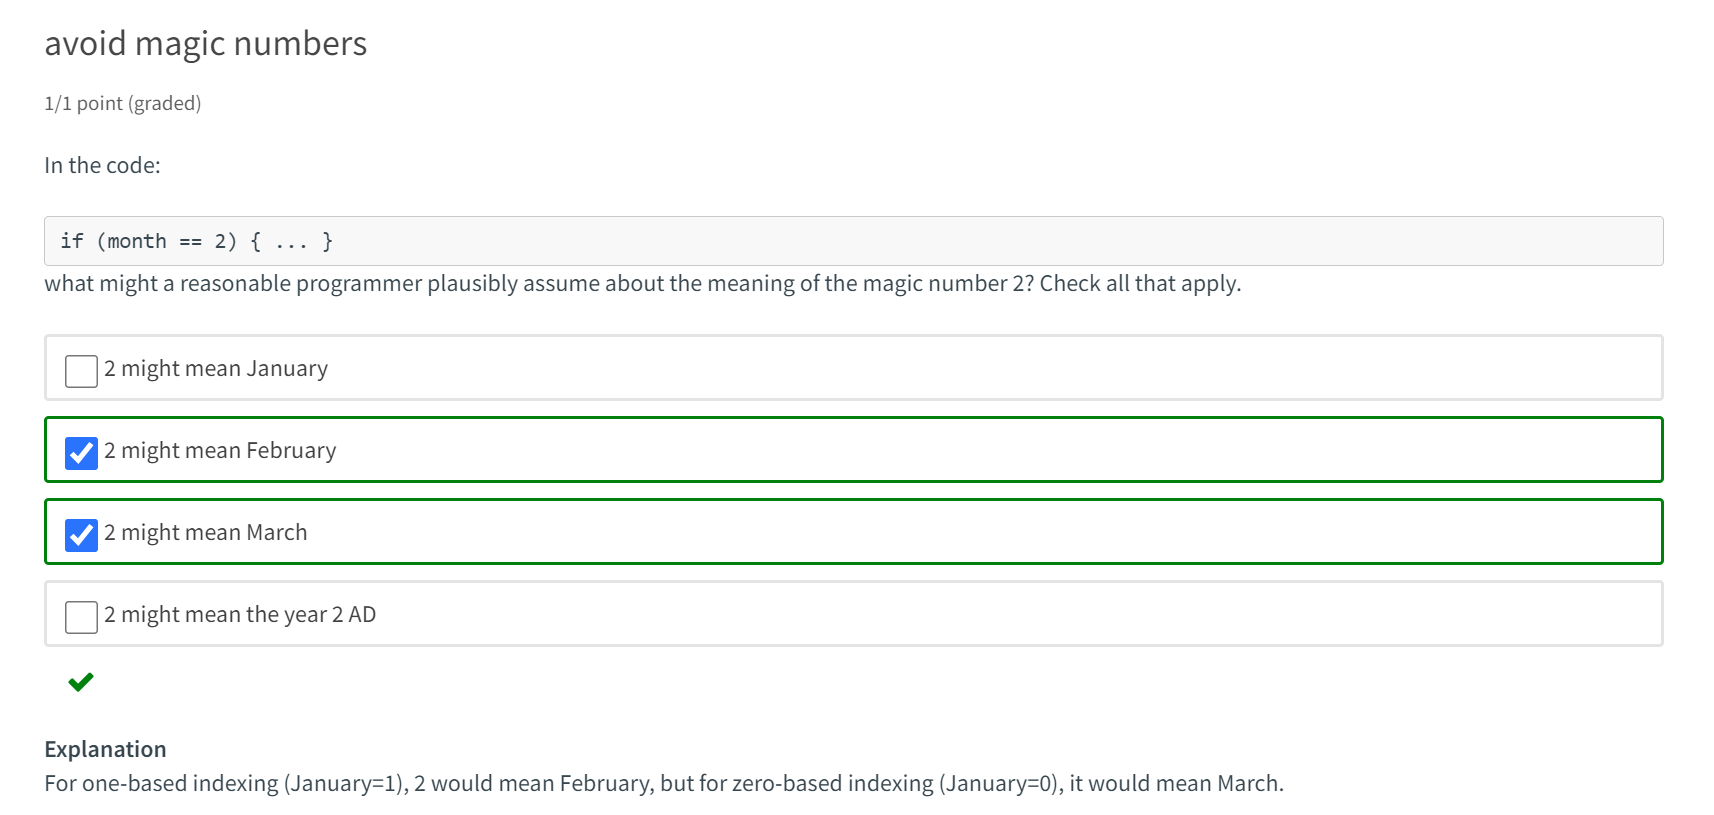 avoid magic numbers
1/1 point (graded)
In the code:
if (month == 2) { ... }
what might a reasonable programmer plausibly assume about the meaning of the magic number 2? Check all that apply.
2 might mean January
2 might mean February
2 might mean March
2 might mean the year 2 AD
Explanation
For one-based indexing (January=1), 2 would mean February, but for zero-based indexing (January=0), it would mean March.